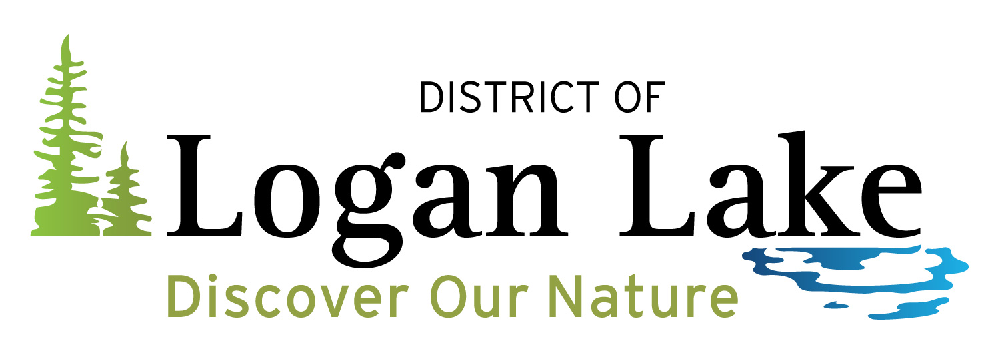 DISTRICT OF
Logan Lake
Discover Our Nature